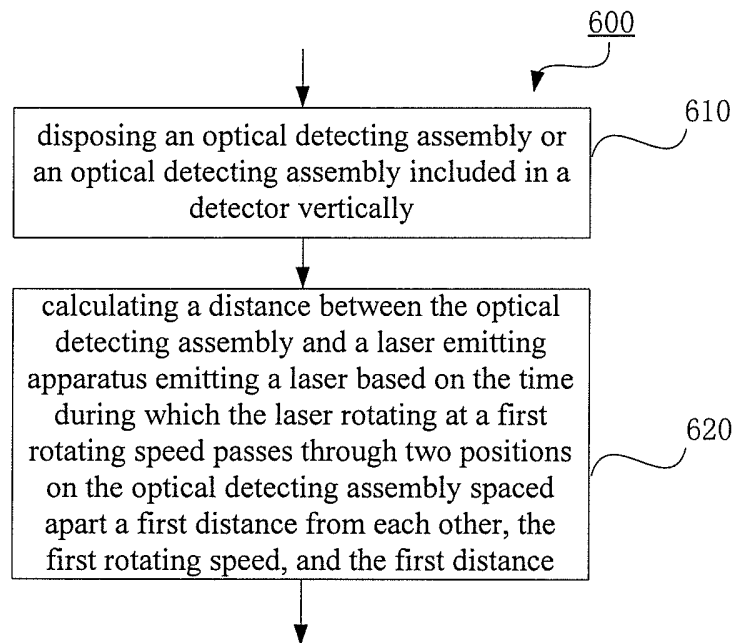 600
610
disposing an optical detecting assembly or
an optical detecting assembly included in a
detector vertically
calculating a distance between the optical
detecting assembly and a laser emitting
apparatus emitting a laser based on the time
during which the laser rotating at a first
rotating speed passes through two positions
on the optical detecting assembly spaced
apart a first distance from each other, the
first rotating speed, and the first distance
620